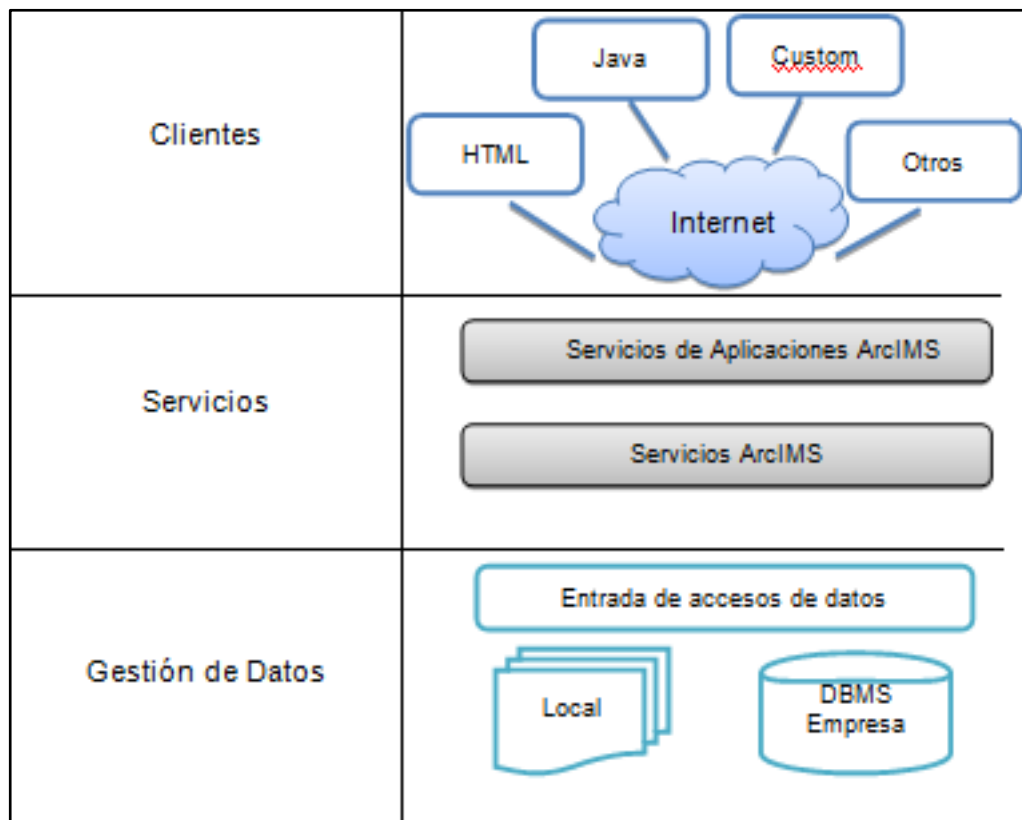 Clientes
Java
Custom
HTML
Otros
Internet
Servicios
Servicios de Aplicaciones ArcIMS
Servicios ArcIMS
Gestión de Datos
Entrada de accesos de datos
Local
DBMS
Empresa